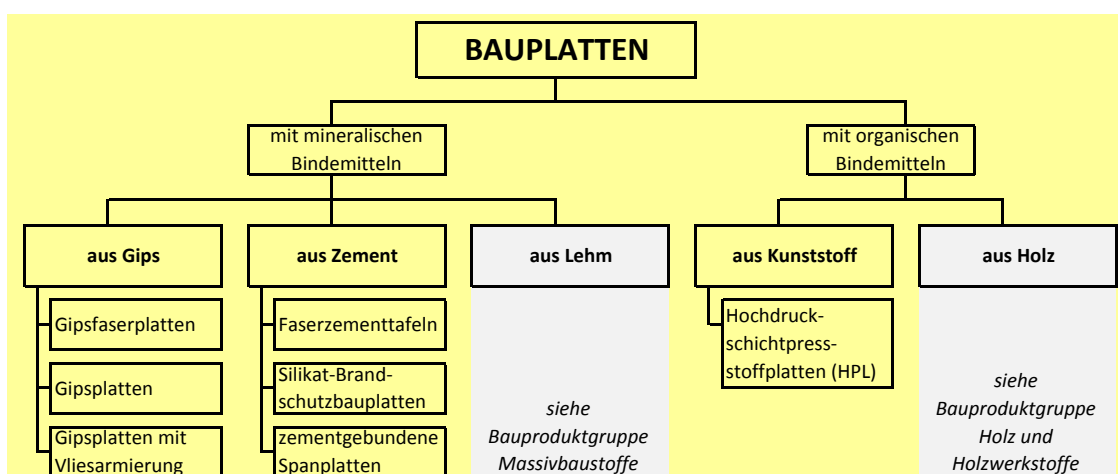 BAUPLATTEN
mit mineralischen
Bindemitteln
mit organischen
Bindemitteln
aus Gips
aus Zement
aus Lehm
aus Kunststoff
aus Holz
Gipsfaserplatten
Gipsplatten
Gipsplatten mit
Vliesarmierung
Faserzementtafeln
Silikat-Brand-
schutzbauplatten
zementgebundene
Spanplatten
siehe
Bauproduktgruppe
Massivbaustoffe
Hochdruck-
schichtpress-
stoffplatten (HPL)
siehe
Bauproduktgruppe
Holz und
Holzwerkstoffe